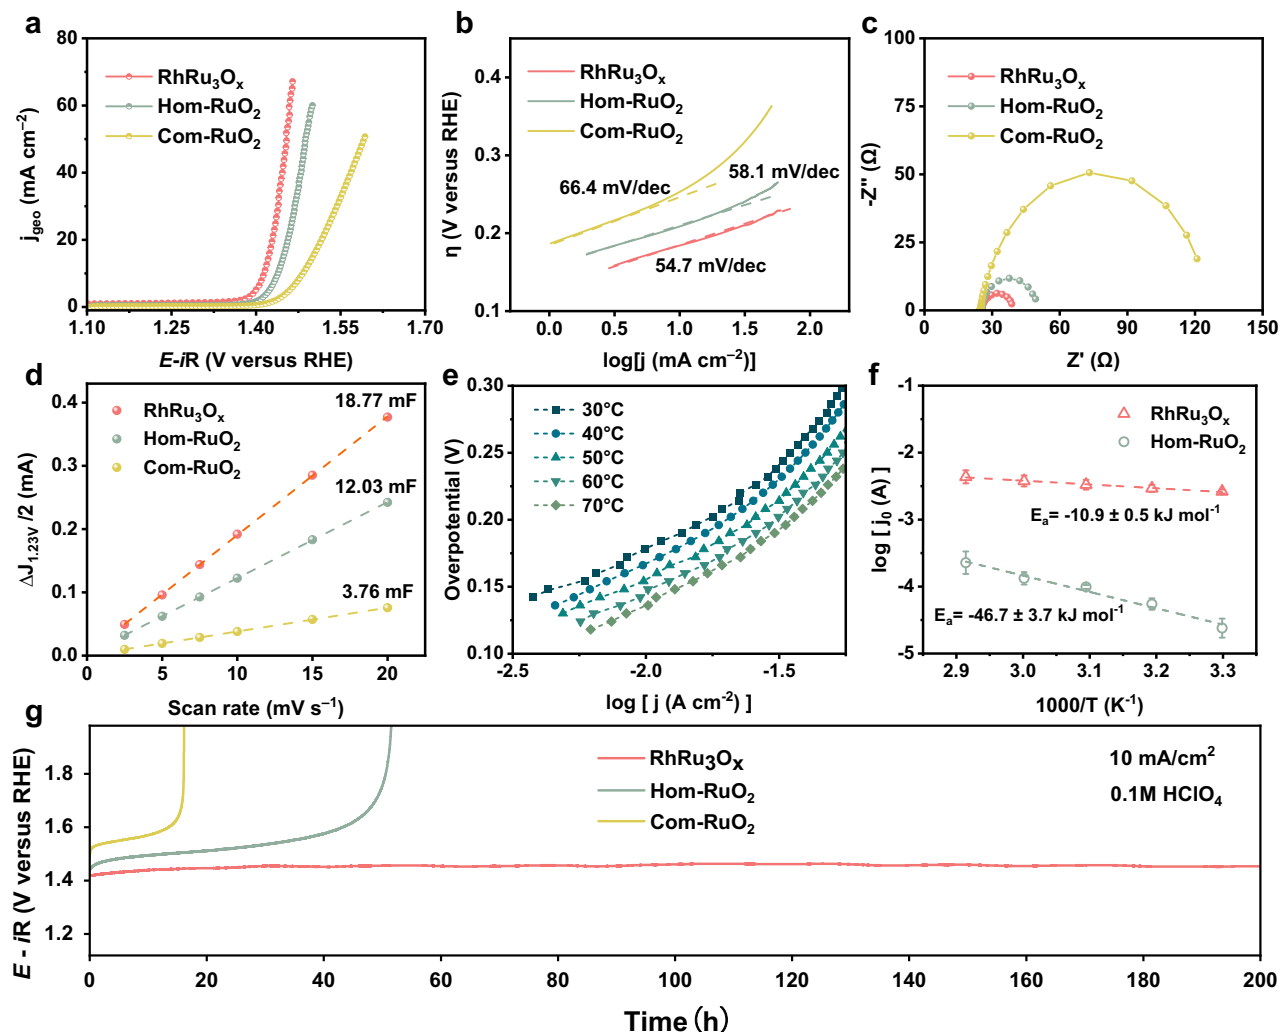 a
80
60
40
20
0
j_geo (mA cm⁻²)
RhRu₃Oₓ
Hom-RuO₂
Com-RuO₂
1.10 1.25 1.40 1.55 1.70
E-iR (V versus RHE)
b
0.4
0.3
0.2
0.1
η (V versus RHE)
RhRu₃Oₓ
Hom-RuO₂
Com-RuO₂
66.4 mV/dec
58.1 mV/dec
54.7 mV/dec
0.0 0.5 1.0 1.5 2.0
log[j (mA cm⁻²)]
c
100
75
50
25
0
-Z'' (Ω)
RhRu₃Oₓ
Hom-RuO₂
Com-RuO₂
0 30 60 90 120 150
Z' (Ω)
d
0.4
0.3
0.2
0.1
0.0
ΔJ₁.₂₃V/2 (mA)
RhRu₃Oₓ
Hom-RuO₂
Com-RuO₂
18.77 mF
12.03 mF
3.76 mF
0 5 10 15 20
Scan rate (mV s⁻¹)
e
0.30
0.25
0.20
0.15
0.10
Overpotential (V)
30°C
40°C
50°C
60°C
70°C
-2.5 -2.0 -1.5
log [ j (A cm⁻²) ]
f
-1
-2
-3
-4
-5
log [ j₀ (A) ]
RhRu₃Oₓ
Hom-RuO₂
Eₐ= -10.9 ± 0.5 kJ mol⁻¹
Eₐ= -46.7 ± 3.7 kJ mol⁻¹
2.9 3.0 3.1 3.2 3.3
1000/T (K⁻¹)
g
1.8
1.6
1.4
1.2
E - iR (V versus RHE)
RhRu₃Oₓ
Hom-RuO₂
Com-RuO₂
10 mA/cm²
0.1M HClO₄
0 20 40 60 80 100 120 140 160 180 200
Time（h）